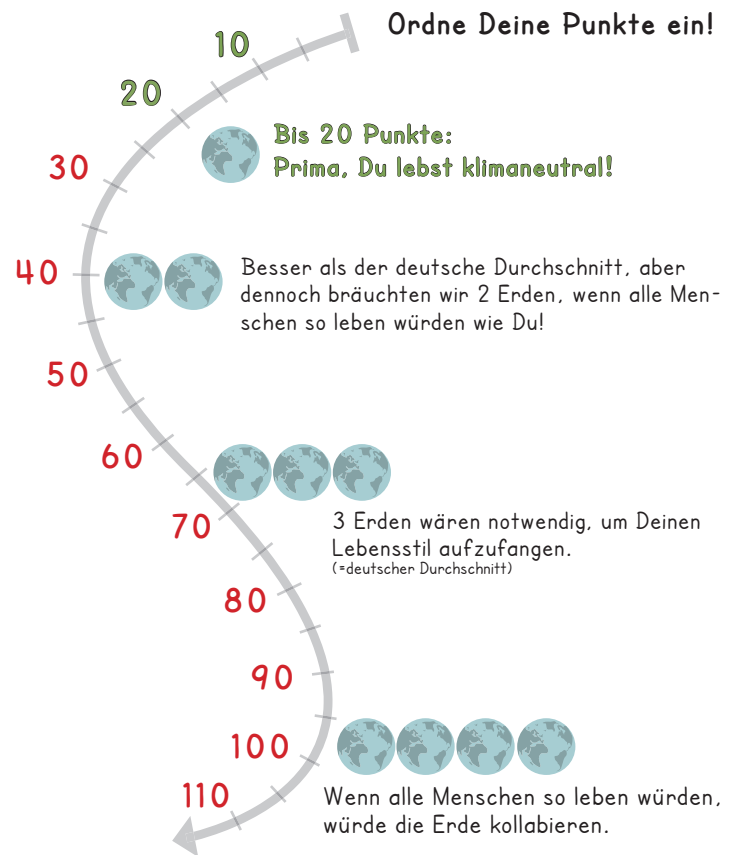 Ordne Deine Punkte ein!
10
20
Bis 20 Punkte:
Prima, Du lebst klimaneutral!
30
40
Besser als der deutsche Durchschnitt, aber
dennoch bräuchten wir 2 Erden, wenn alle Men-
schen so leben würden wie Du!
50
60
70
3 Erden wären notwendig, um Deinen
Lebensstil aufzufangen.
(=deutscher Durchschnitt)
80
90
100
110
Wenn alle Menschen so leben würden,
würde die Erde kollabieren.